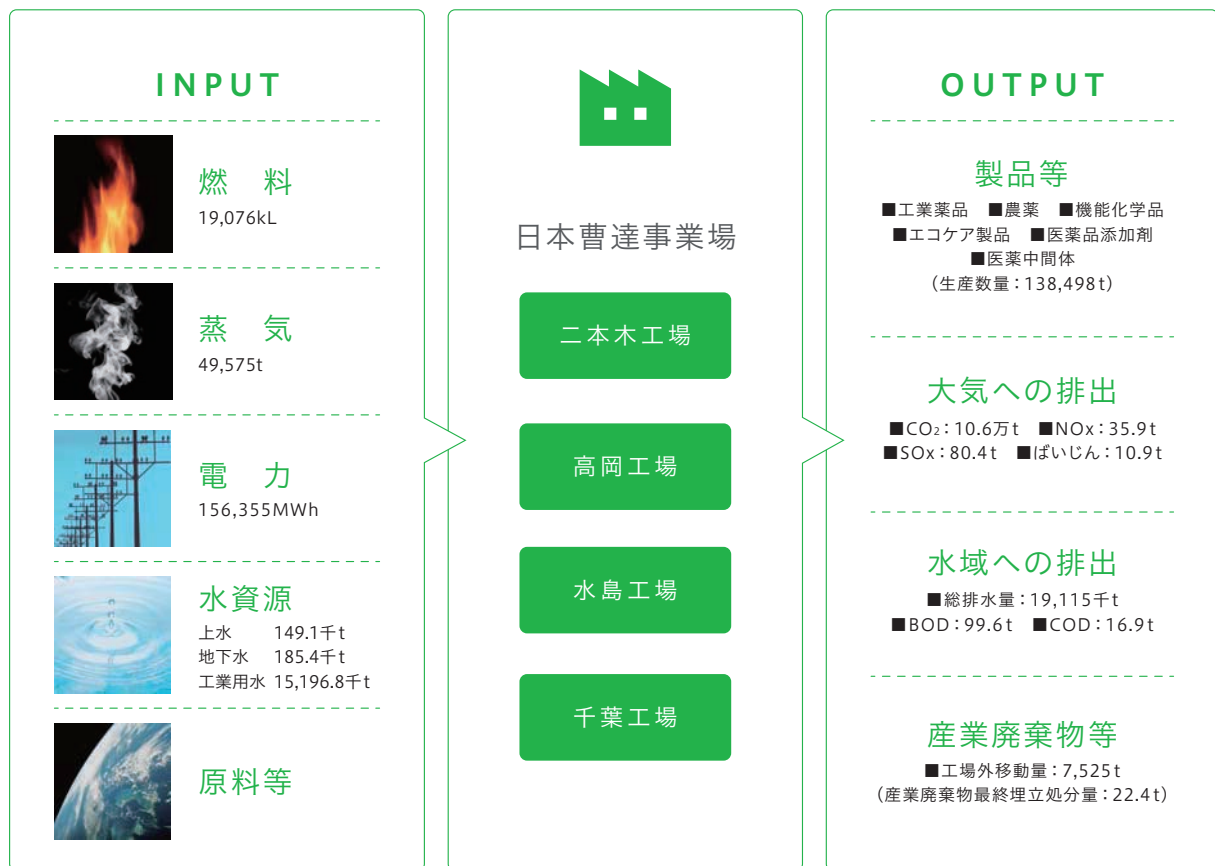 INPUT
燃 料
19,076kL
蒸 気
49,575t
電 力
156,355MWh
水資源
上水 149.1千t
地下水 185.4千t
工業用水 15,196.8千t
原料等
日本曹達事業場
二本木工場
高岡工場
水島工場
千葉工場
OUTPUT
製品等
■工業薬品 ■農薬 ■機能化学品
■エコケア製品 ■医薬品添加剤
■医薬中間体
(生産数量:138,498t)
大気への排出
■CO₂:10.6万t ■NOx:35.9t
■SOx:80.4t ■ばいじん:10.9t
水域への排出
■総排水量:19,115千t
■BOD:99.6t ■COD:16.9t
産業廃棄物等
■工場外移動量:7,525t
(産業廃棄物最終埋立処分量:22.4t)